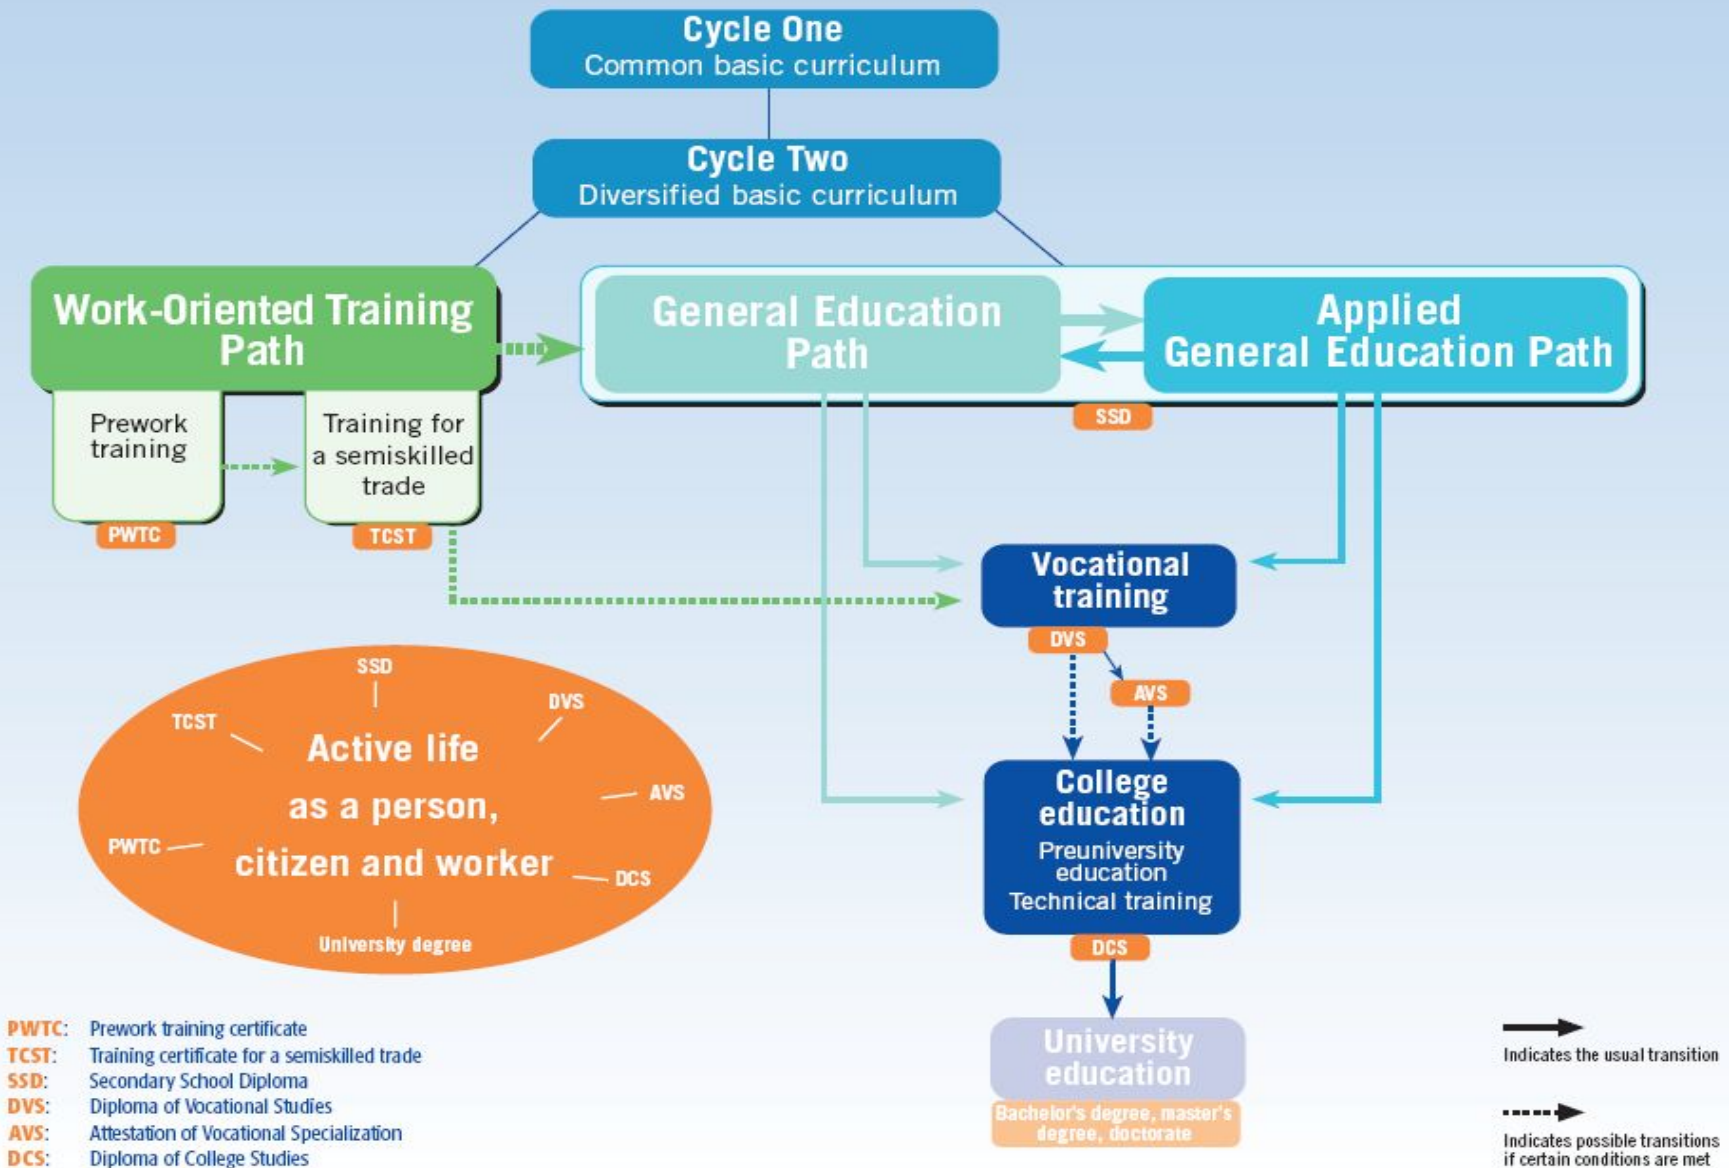 Cycle One
Common basic curriculum
Cycle Two
Diversified basic curriculum
Work-Oriented Training
Path
General Education
Path
Applied
General Education Path
SSD
Prework
training
Training for
a semiskilled
trade
PWTC
TCST
Vocational
training
DVS
AVS
College
education
Preuniversity
education
Technical training
DCS
University
education
Bachelor's degree, master's
degree, doctorate
SSD
DVS
TCST
Active life
as a person,
citizen and worker
AVS
PWTC
DCS
University degree
PWTC: Prework training certificate
TCST: Training certificate for a semiskilled trade
SSD: Secondary School Diploma
DVS: Diploma of Vocational Studies
AVS: Attestation of Vocational Specialization
DCS: Diploma of College Studies
Indicates the usual transition
Indicates possible transitions
if certain conditions are met